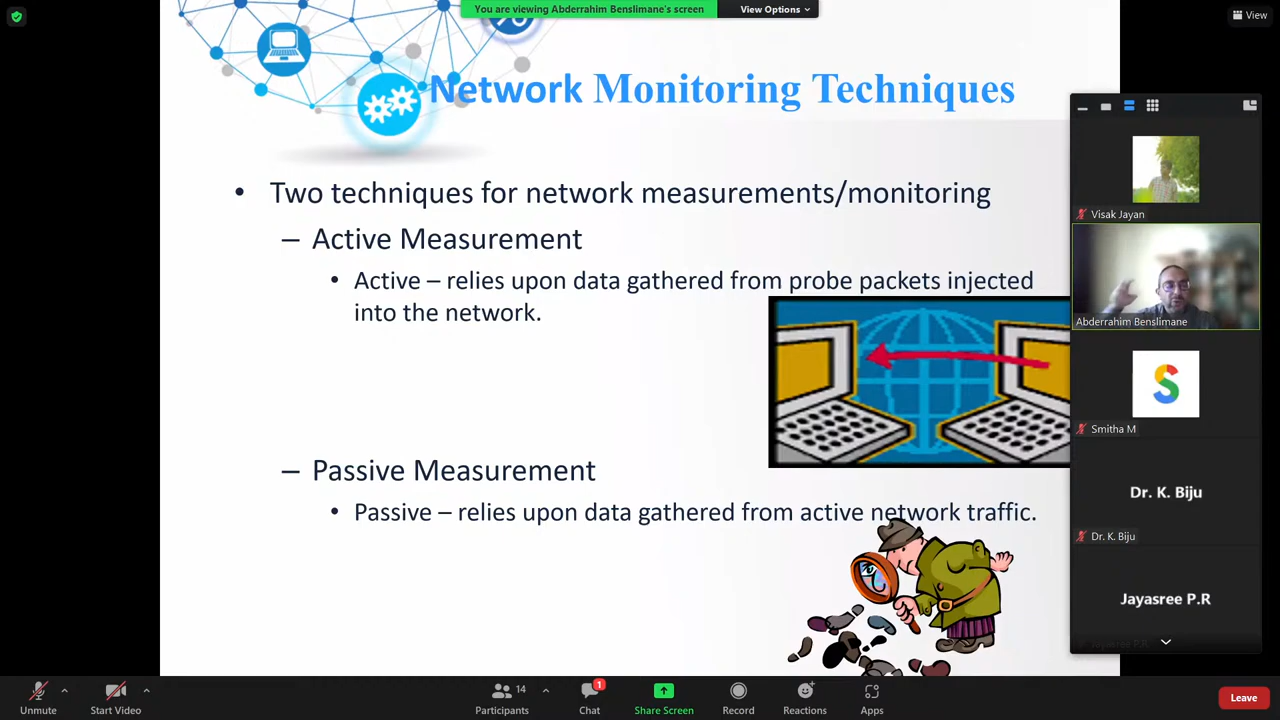 You are viewing Abderrahim Benslimane's screen
View Options
View
Network Monitoring Techniques
• Two techniques for network measurements/monitoring
– Active Measurement
• Active – relies upon data gathered from probe packets injected
into the network.
– Passive Measurement
• Passive – relies upon data gathered from active network traffic.
Visak Jayan
Abderrahim Benslimane
S
Smitha M
Dr. K. Biju
Dr. K. Biju
Jayasree P.R
Jayasree P.R
Unmute
Start Video
14
Participants
1
Chat
Share Screen
Record
Reactions
Apps
Leave